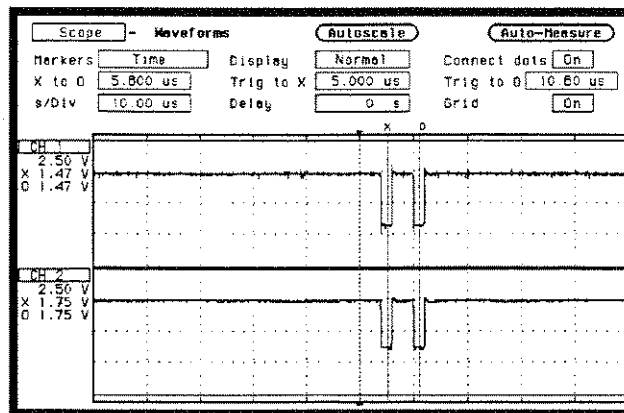 Scope - Waveforms Autoscale Auto-Measure
Markers Time Display Normal Connect dots On
X to O 5.800 us Trig to X 5.000 us Trig to O 10.80 us
s/Div 10.00 us Delay 0 s Grid On
X O
CH 1
2.50 V
X 1.47 V
O 1.47 V
CH 2
2.50 V
X 1.75 V
O 1.75 V